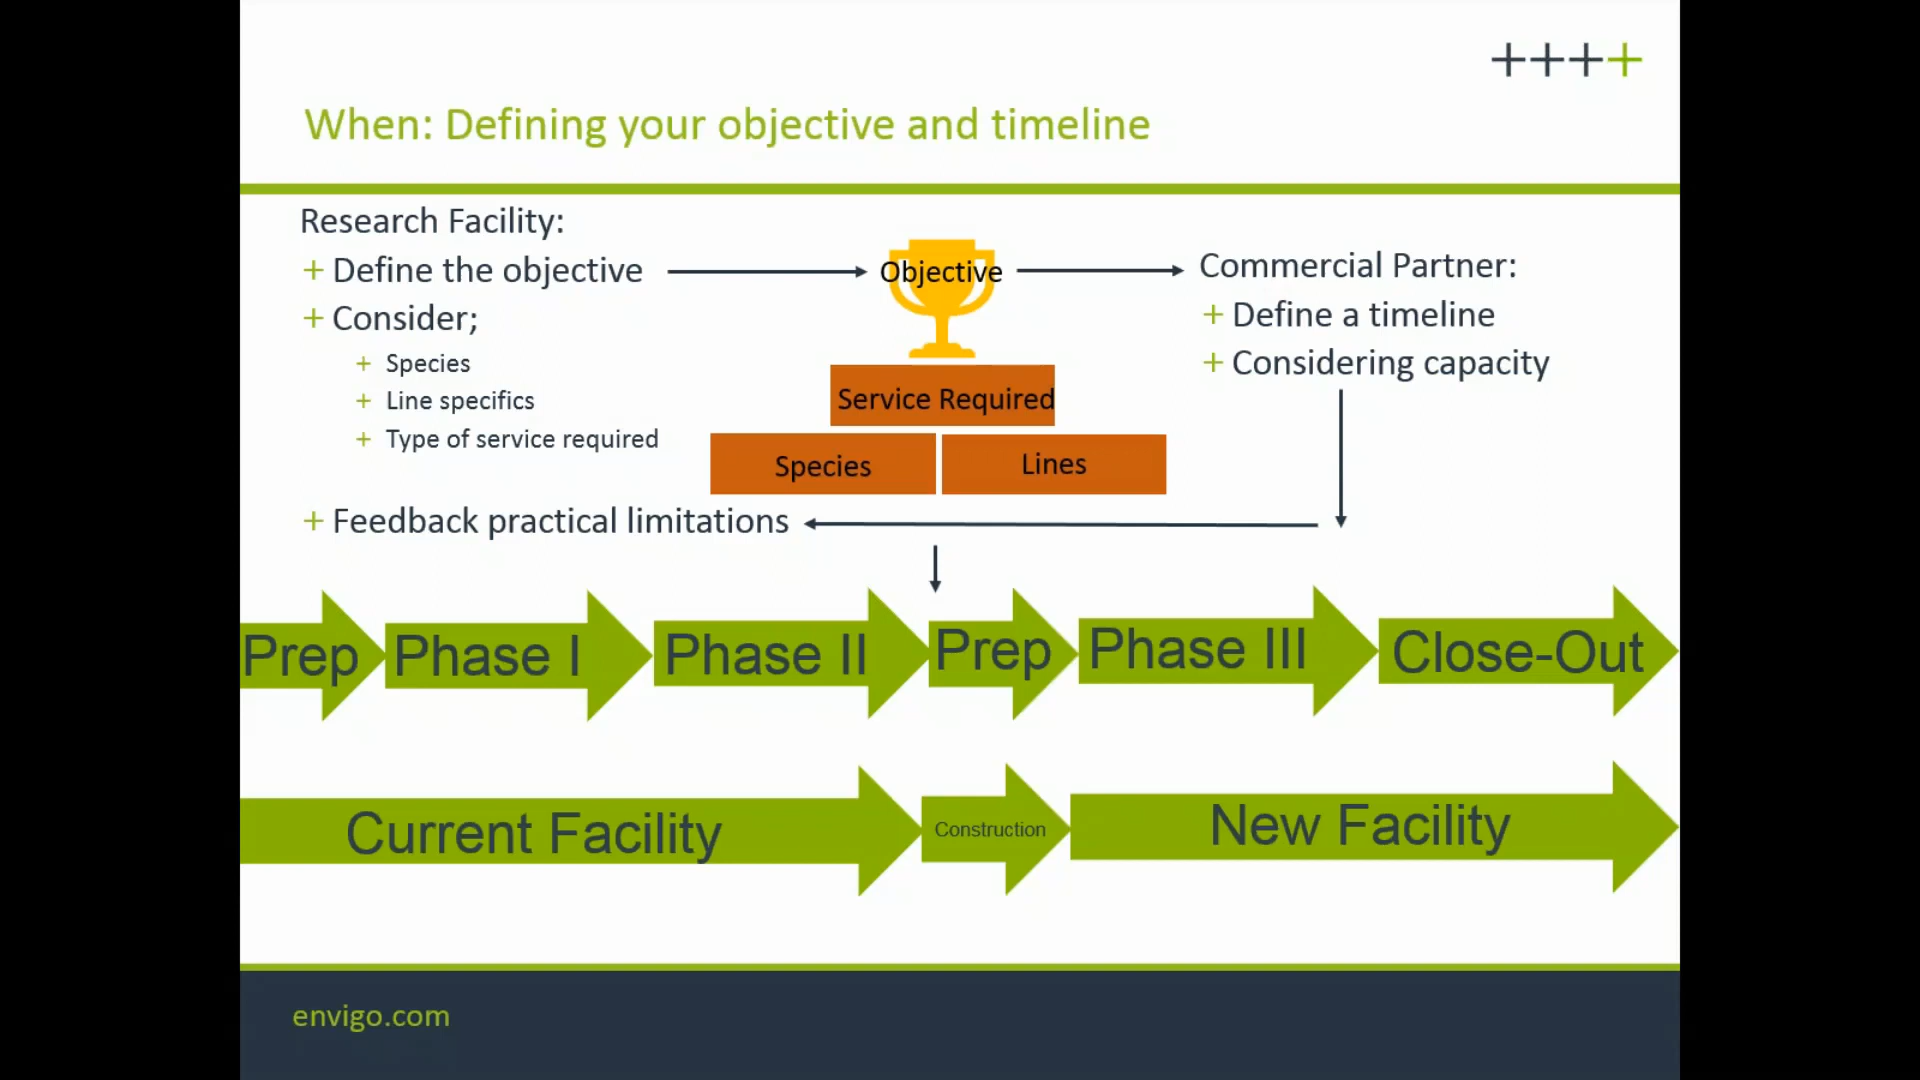 When: Defining your objective and timeline
Research Facility:
+ Define the objective
+ Consider;
+ Species
+ Line specifics
+ Type of service required
+ Feedback practical limitations
Objective
Service Required
Species
Lines
Commercial Partner:
+ Define a timeline
+ Considering capacity
Prep
Phase I
Phase II
Prep
Phase III
Close-Out
Current Facility
Construction
New Facility
envigo.com